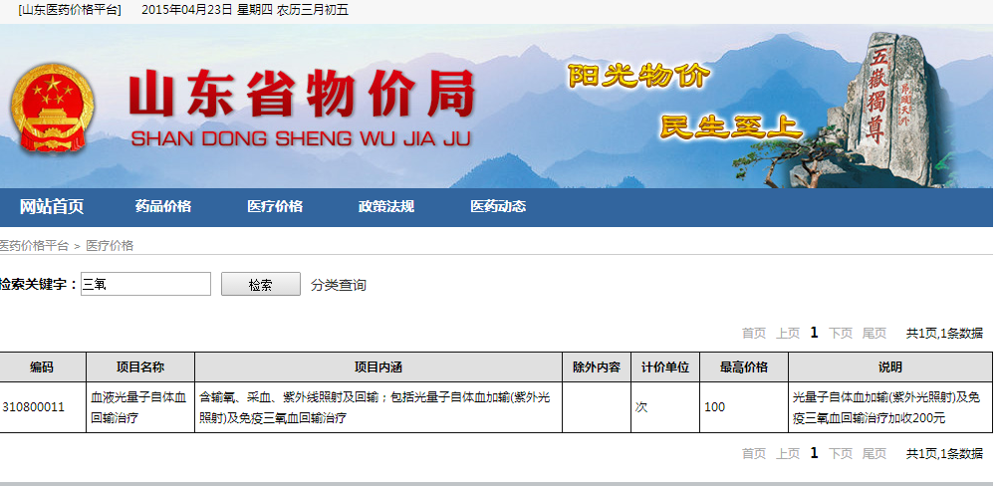 [山东医药价格平台] 2015年04月23日 星期四 农历三月初五
山东省物价局
SHAN DONG SHENG WU JIA JU
阳光物价
民生至上
五嶽獨尊
昂頭天外
网站首页 药品价格 医疗价格 政策法规 医药动态
医药价格平台 > 医疗价格
检索关键字：三氧 检索 分类查询
首页 上页 1 下页 尾页 共1页,1条数据
编码 项目名称 项目内涵 除外内容 计价单位 最高价格 说明
310800011 血液光量子自体血回输治疗 含输氧、采血、紫外线照射及回输；包括光量子自体血加输(紫外光照射)及免疫三氧血回输治疗 次 100 光量子自体血加输(紫外光照射)及免疫三氧血回输治疗加收200元
首页 上页 1 下页 尾页 共1页,1条数据